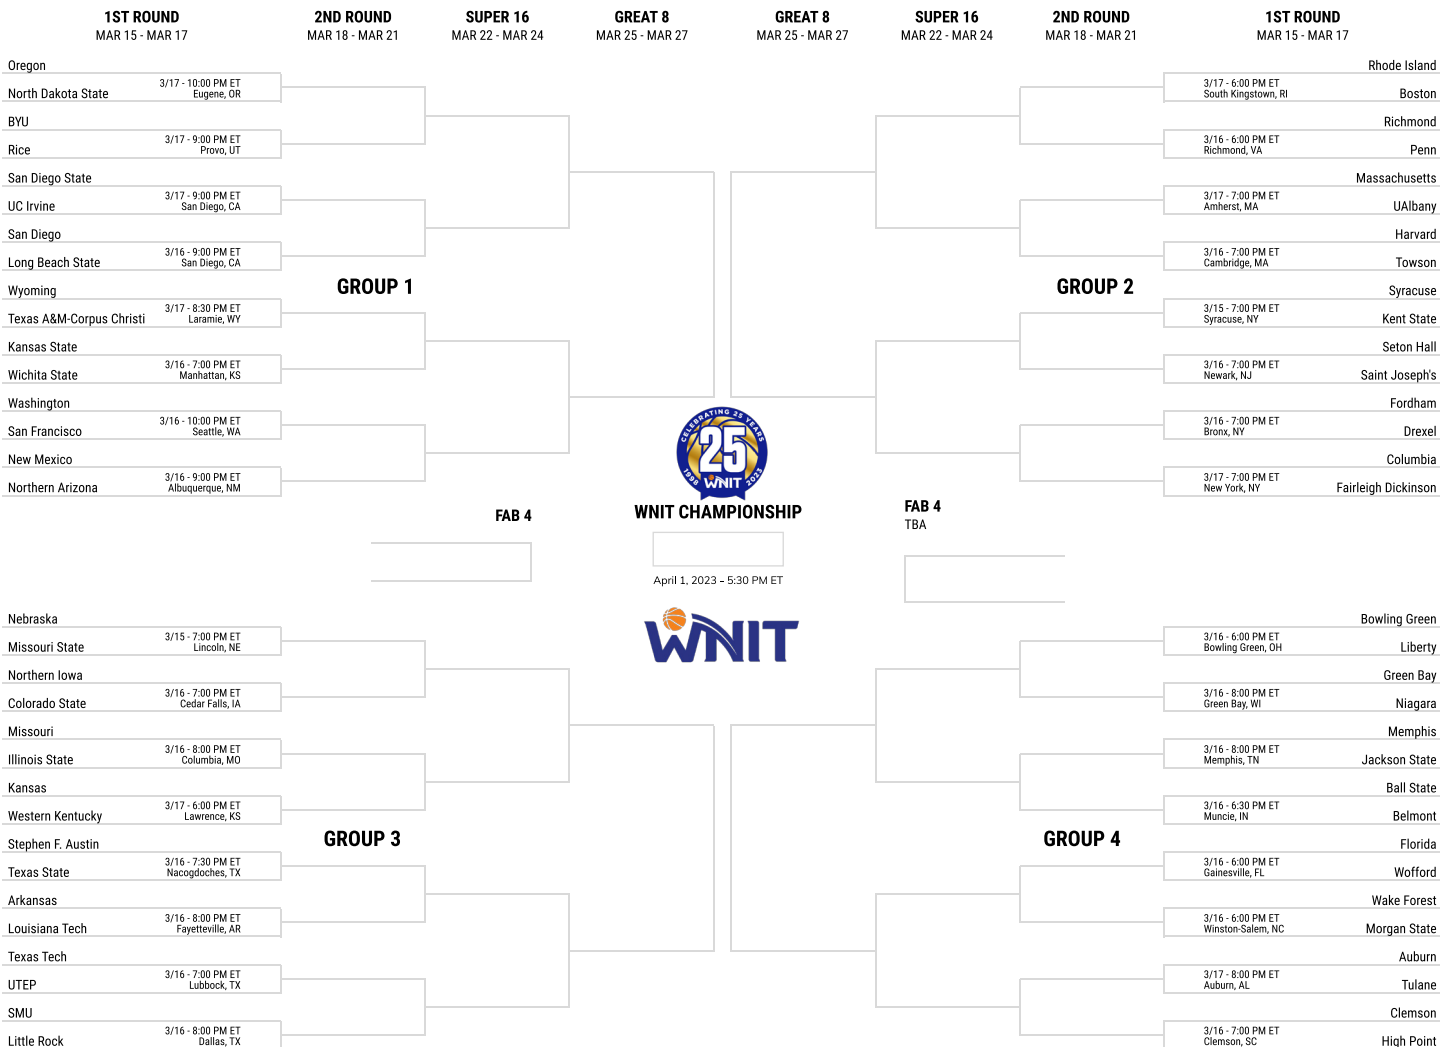 1ST ROUND
MAR 15 - MAR 17
2ND ROUND
MAR 18 - MAR 21
SUPER 16
MAR 22 - MAR 24
GREAT 8
MAR 25 - MAR 27
GREAT 8
MAR 25 - MAR 27
SUPER 16
MAR 22 - MAR 24
2ND ROUND
MAR 18 - MAR 21
1ST ROUND
MAR 15 - MAR 17
Oregon
3/17 - 10:00 PM ET
Eugene, OR
North Dakota State
BYU
3/17 - 9:00 PM ET
Provo, UT
Rice
San Diego State
3/17 - 9:00 PM ET
San Diego, CA
UC Irvine
San Diego
3/16 - 9:00 PM ET
San Diego, CA
Long Beach State
GROUP 1
Wyoming
3/17 - 8:30 PM ET
Laramie, WY
Texas A&M-Corpus Christi
Kansas State
3/16 - 7:00 PM ET
Manhattan, KS
Wichita State
Washington
3/16 - 10:00 PM ET
Seattle, WA
San Francisco
New Mexico
3/16 - 9:00 PM ET
Albuquerque, NM
Northern Arizona
Rhode Island
3/17 - 6:00 PM ET
South Kingstown, RI
Boston
Richmond
3/16 - 6:00 PM ET
Richmond, VA
Penn
Massachusetts
3/17 - 7:00 PM ET
Amherst, MA
UAlbany
Harvard
3/16 - 7:00 PM ET
Cambridge, MA
Towson
GROUP 2
Syracuse
3/15 - 7:00 PM ET
Syracuse, NY
Kent State
Seton Hall
3/16 - 7:00 PM ET
Newark, NJ
Saint Joseph's
Fordham
3/16 - 7:00 PM ET
Bronx, NY
Drexel
Columbia
3/17 - 7:00 PM ET
New York, NY
Fairleigh Dickinson
CELEBRATING 25 YEARS
25
1998 WNIT 2023
FAB 4
WNIT CHAMPIONSHIP
April 1, 2023 - 5:30 PM ET
WNIT
FAB 4
TBA
Nebraska
3/15 - 7:00 PM ET
Lincoln, NE
Missouri State
Northern Iowa
3/16 - 7:00 PM ET
Cedar Falls, IA
Colorado State
Missouri
3/16 - 8:00 PM ET
Columbia, MO
Illinois State
Kansas
3/17 - 6:00 PM ET
Lawrence, KS
Western Kentucky
GROUP 3
Stephen F. Austin
3/16 - 7:30 PM ET
Nacogdoches, TX
Texas State
Arkansas
3/16 - 8:00 PM ET
Fayetteville, AR
Louisiana Tech
Texas Tech
3/16 - 7:00 PM ET
Lubbock, TX
UTEP
SMU
3/16 - 8:00 PM ET
Dallas, TX
Little Rock
Bowling Green
3/16 - 6:00 PM ET
Bowling Green, OH
Liberty
Green Bay
3/16 - 8:00 PM ET
Green Bay, WI
Niagara
Memphis
3/16 - 8:00 PM ET
Memphis, TN
Jackson State
Ball State
3/16 - 6:30 PM ET
Muncie, IN
Belmont
GROUP 4
Florida
3/16 - 6:00 PM ET
Gainesville, FL
Wofford
Wake Forest
3/16 - 6:00 PM ET
Winston-Salem, NC
Morgan State
Auburn
3/17 - 8:00 PM ET
Auburn, AL
Tulane
Clemson
3/16 - 7:00 PM ET
Clemson, SC
High Point